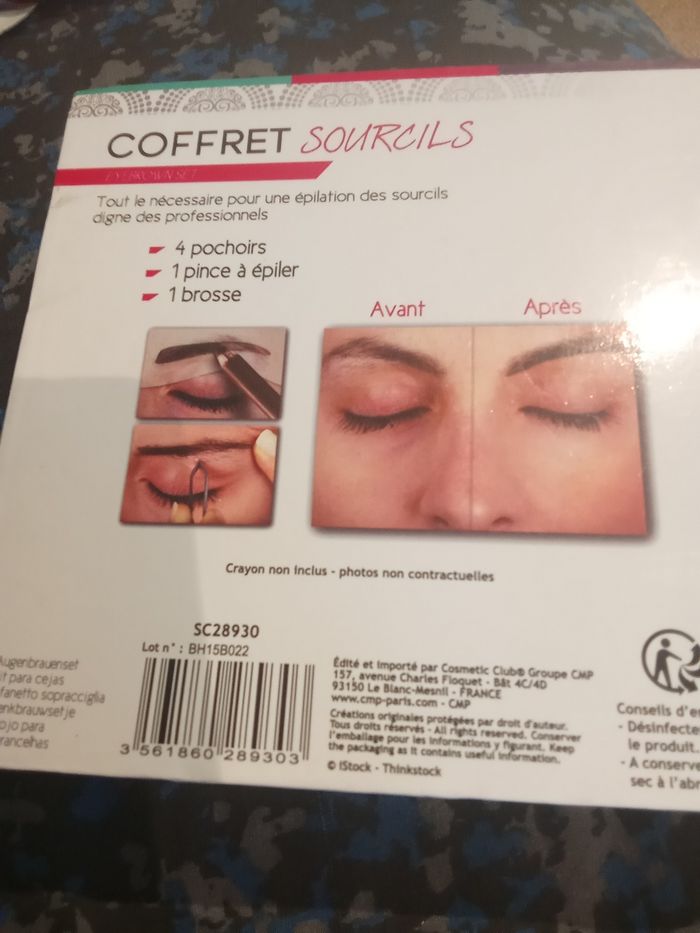 COFFRET SOURCILS
EYEBROWN SET
Tout le nécessaire pour une épilation des sourcils
digne des professionnels
4 pochoirs
1 pince à épiler
1 brosse
Avant Après
Crayon non inclus - photos non contractuelles
SC28930
Lot n° : BH15B022
Augenbrauenset
it para cejas
fanetto sopracciglia
enkbrauwsetje
ojo para
rancelhas
3 561860 289303
Édité et importé par Cosmetic Club® Groupe CMP
157, avenue Charles Floquet - Bât 4C/4D
93150 Le Blanc-Mesnil - FRANCE
www.cmp-paris.com - CMP
Créations originales protégées par droit d'auteur.
Tous droits réservés - All rights reserved. Conserver
l'emballage pour les informations y figurant. Keep
the packaging as it contains useful information.
© iStock - Thinkstock
Conseils d'e
- Désinfecte
le produit.
- A conserve
sec à l'abr